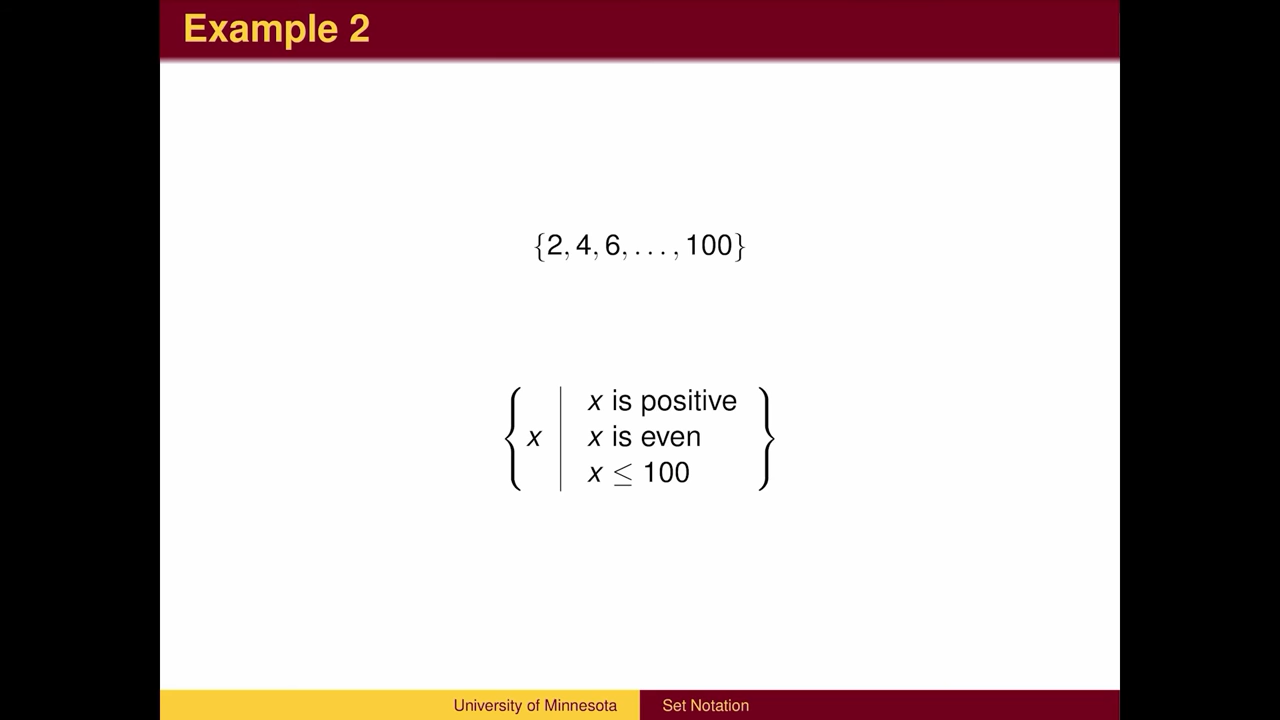 Example 2
{2, 4, 6, . . . , 100}
{ x | x is positive
x is even
x ≤ 100 }
University of Minnesota
Set Notation